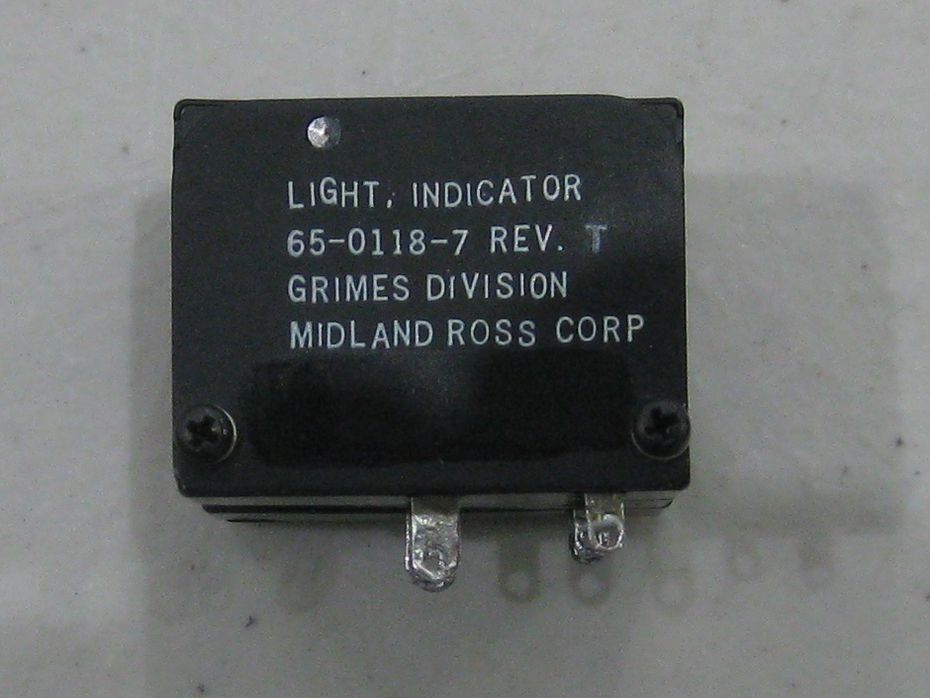 LIGHT, INDICATOR
65-0118-7 REV. T
GRIMES DIVISION
MIDLAND ROSS CORP